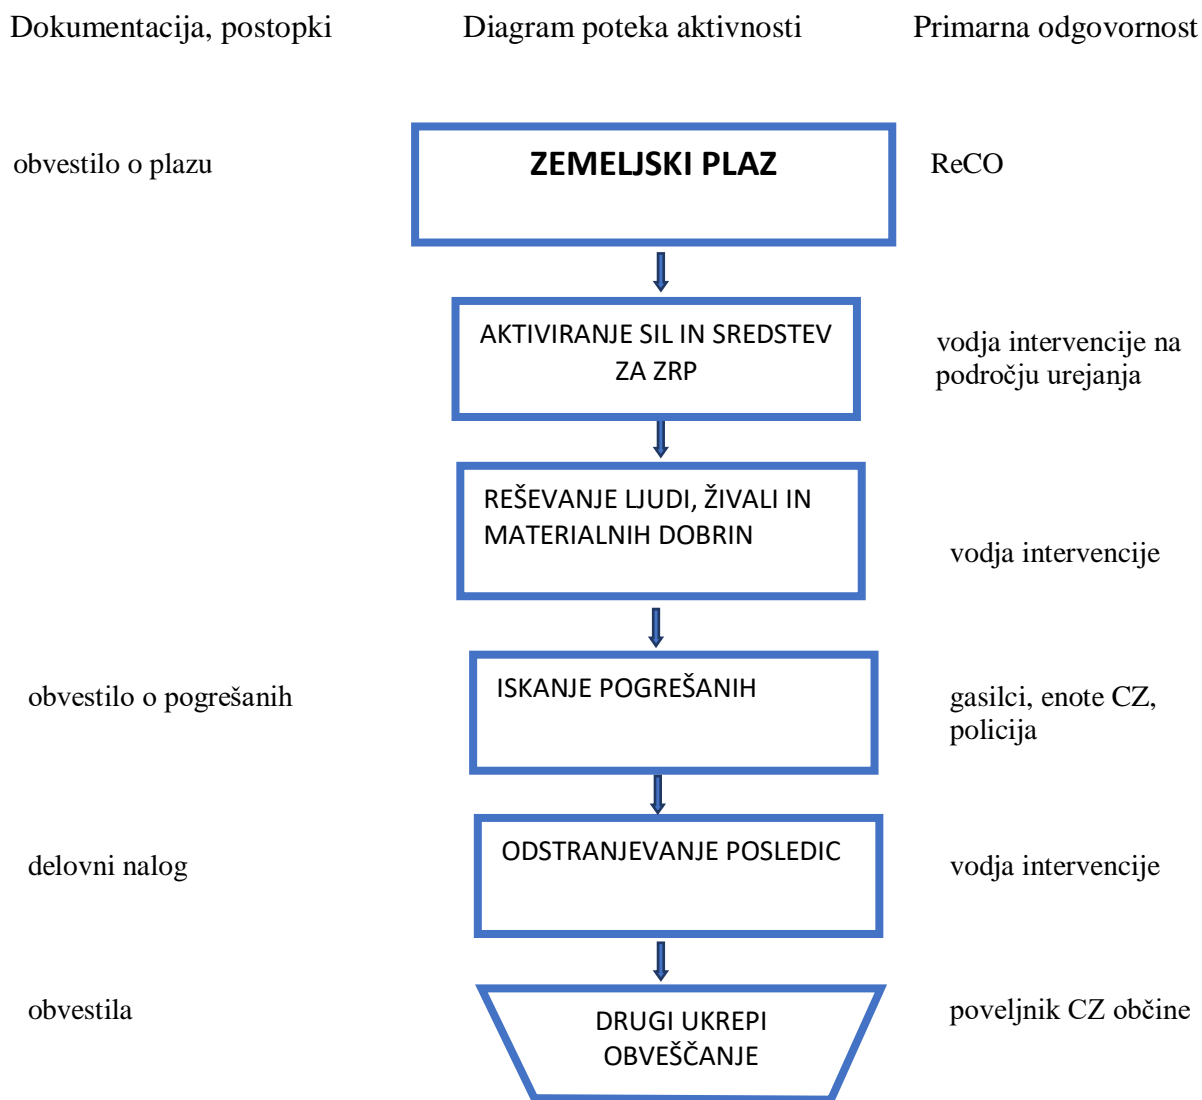 Dokumentacija, postopki Diagram poteka aktivnosti Primarna odgovornost
obvestilo o plazu ZEMELJSKI PLAZ ReCO
AKTIVIRANJE SIL IN SREDSTEV
ZA ZRP
vodja intervencije na
področju urejanja
REŠEVANJE LJUDI, ŽIVALI IN
MATERIALNIH DOBRIN
vodja intervencije
obvestilo o pogrešanih
ISKANJE POGREŠANIH
gasilci, enote CZ,
policija
delovni nalog
ODSTRANJEVANJE POSLEDIC
vodja intervencije
obvestila
DRUGI UKREPI
OBVEŠČANJE
poveljnik CZ občine